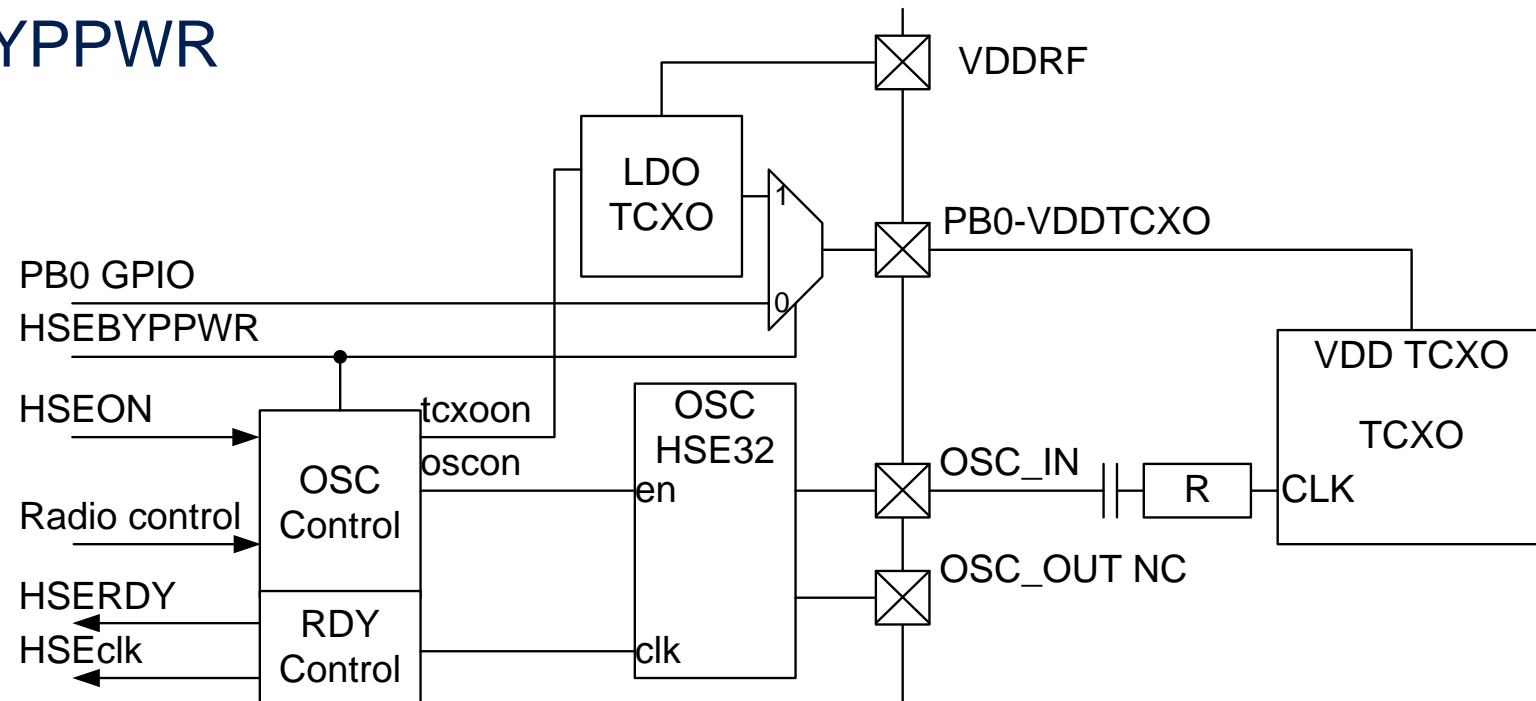 YPPWR
VDDRF
LDO
TCXO
1
PB0-VDDTCXO
PB0 GPIO
0
HSEBYPPWR
VDD TCXO
HSEON
tcxoon
OSC
HSE32
TCXO
oscon
OSC_IN
OSC
Control
en
R
CLK
Radio control
OSC_OUT NC
HSERDY
RDY
Control
HSEclk
clk